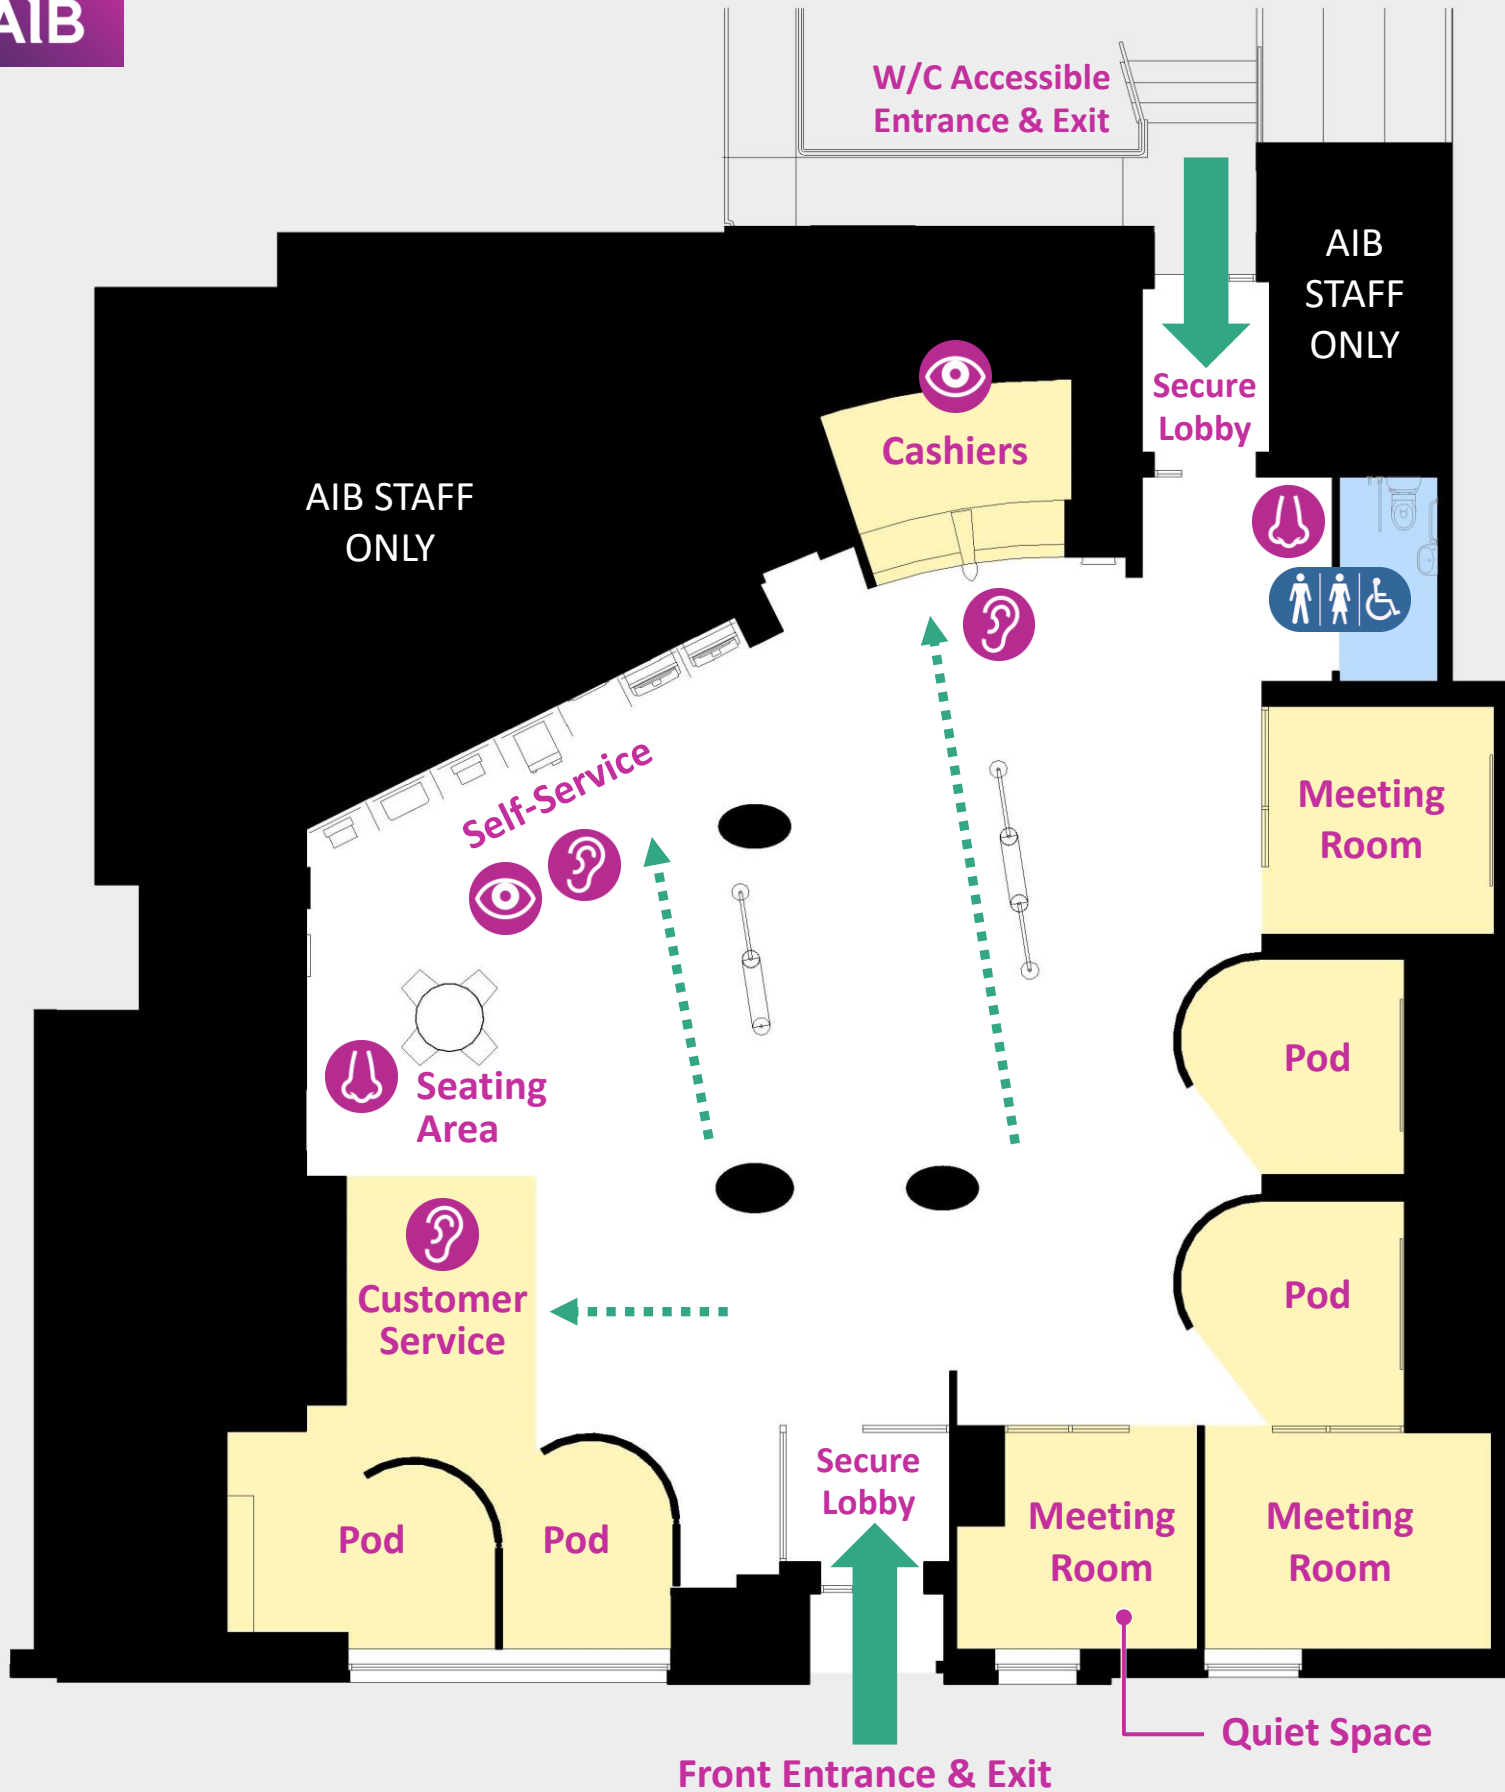 AIB
W/C Accessible
Entrance & Exit
AIB
STAFF
ONLY
Secure
Lobby
Cashiers
AIB STAFF
ONLY
Self-Service
Meeting
Room
Seating
Area
Pod
Customer
Service
Pod
Secure
Lobby
Pod
Pod
Meeting
Room
Meeting
Room
Quiet Space
Front Entrance & Exit